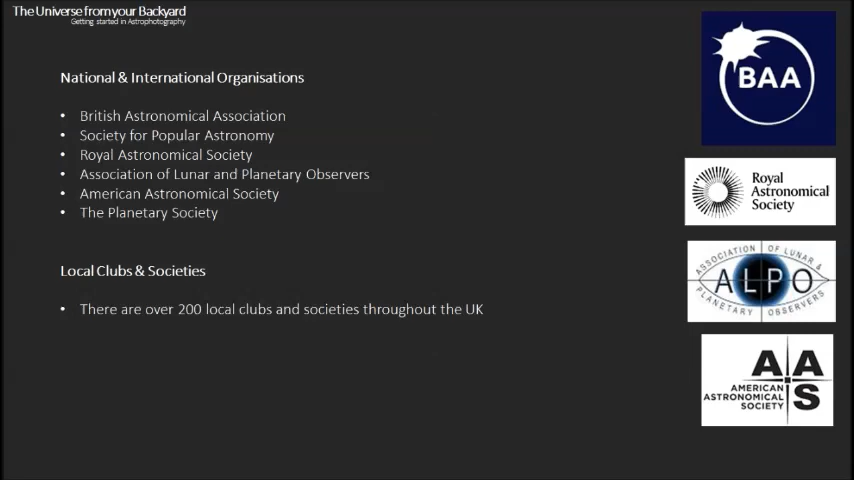 The Universe from your Backyard
Getting started in Astrophotography
National & International Organisations
• British Astronomical Association
• Society for Popular Astronomy
• Royal Astronomical Society
• Association of Lunar and Planetary Observers
• American Astronomical Society
• The Planetary Society
Local Clubs & Societies
• There are over 200 local clubs and societies throughout the UK
BAA
Royal
Astronomical
Society
ASSOCIATION OF LUNAR &
ALPO
PLANETARY OBSERVERS
AAS
AMERICAN
ASTRONOMICAL
SOCIETY